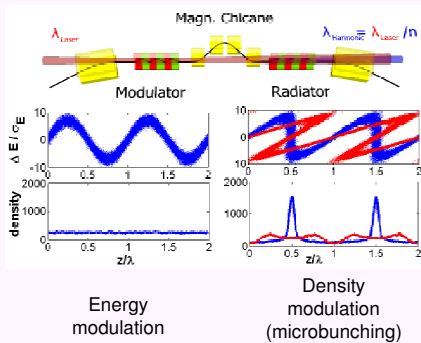 Magn. Chicane
λLaser
λHarmonic = λLaser /n
Modulator
Radiator
Δ E / σE
10
0
-10
0 0.5 1 1.5 2
10
0
-10
0 0.5 1 1.5 2
density
2000
1000
0
0 0.5 1 1.5 2
z/λ
2000
1500
1000
0
0 0.5 1 1.5 2
z/λ
Energy
modulation
Density
modulation
(microbunching)